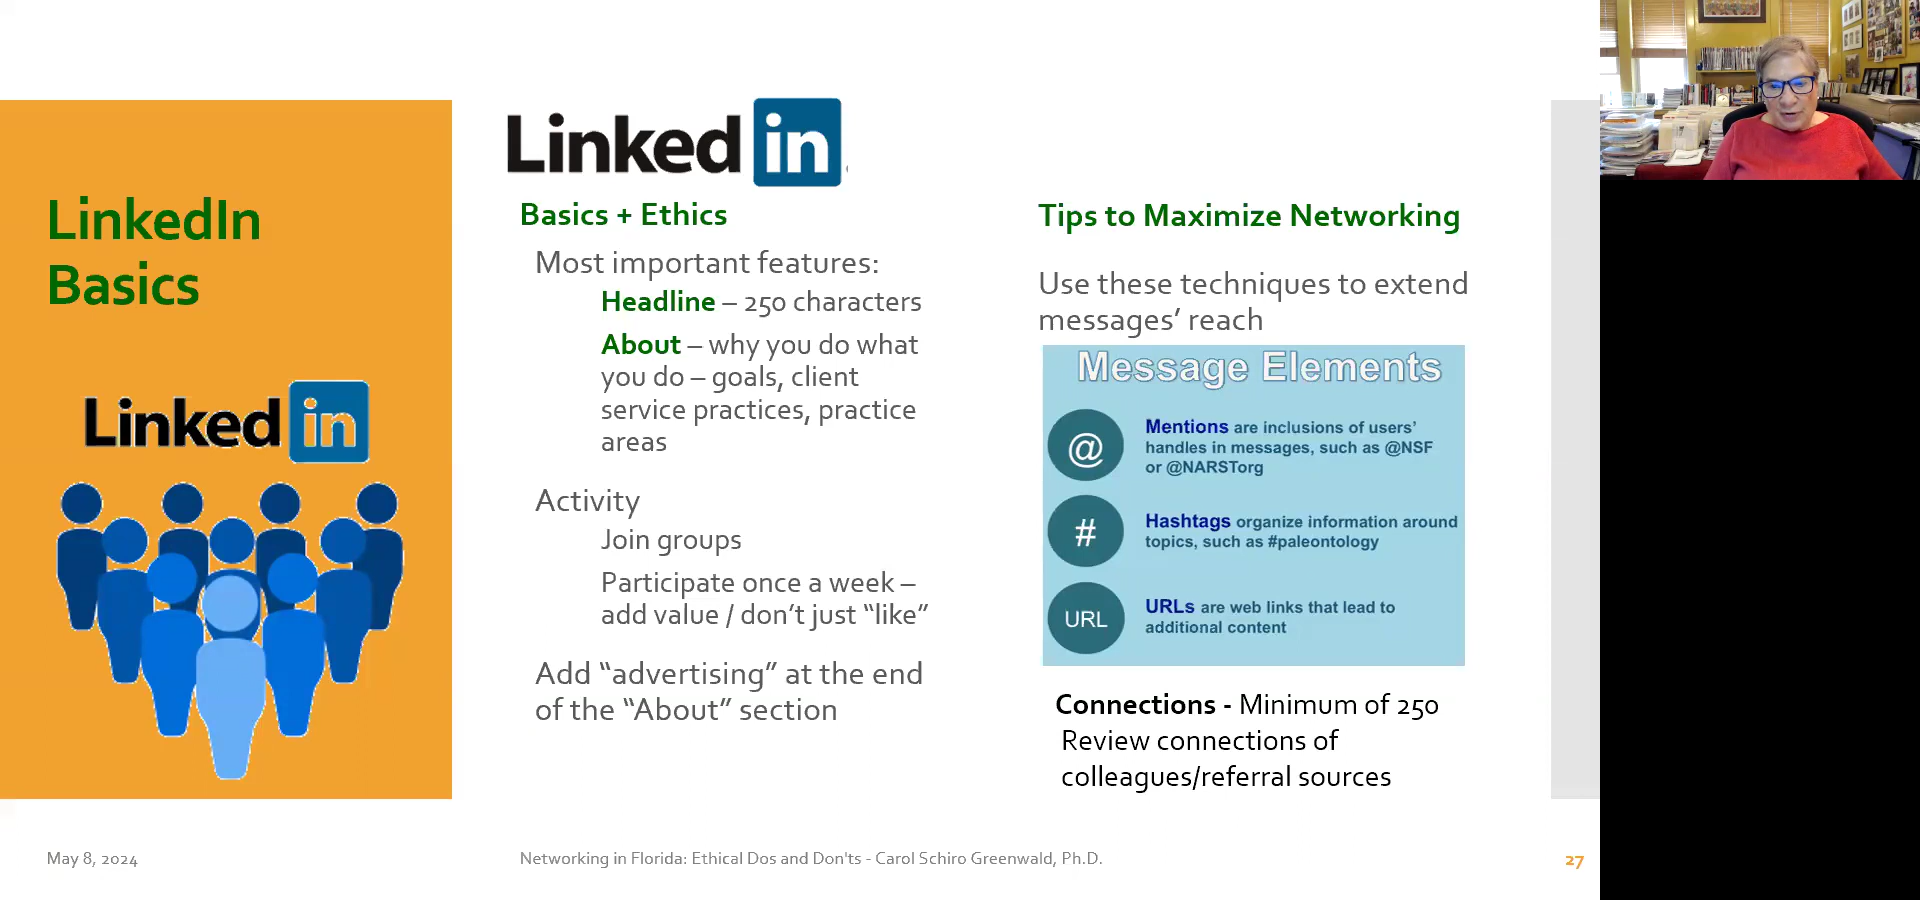 LinkedIn
Basics
Linked in
Linked in
Basics + Ethics
Most important features:
Headline – 250 characters
About – why you do what
you do – goals, client
service practices, practice
areas
Activity
Join groups
Participate once a week –
add value / don’t just “like”
Add “advertising” at the end
of the “About” section
Tips to Maximize Networking
Use these techniques to extend
messages’ reach
Message Elements
@
Mentions are inclusions of users’
handles in messages, such as @NSF
or @NARSTorg
#
Hashtags organize information around
topics, such as #paleontology
URL
URLs are web links that lead to
additional content
Connections - Minimum of 250
Review connections of
colleagues/referral sources
May 8, 2024
Networking in Florida: Ethical Dos and Don'ts - Carol Schiro Greenwald, Ph.D.
27